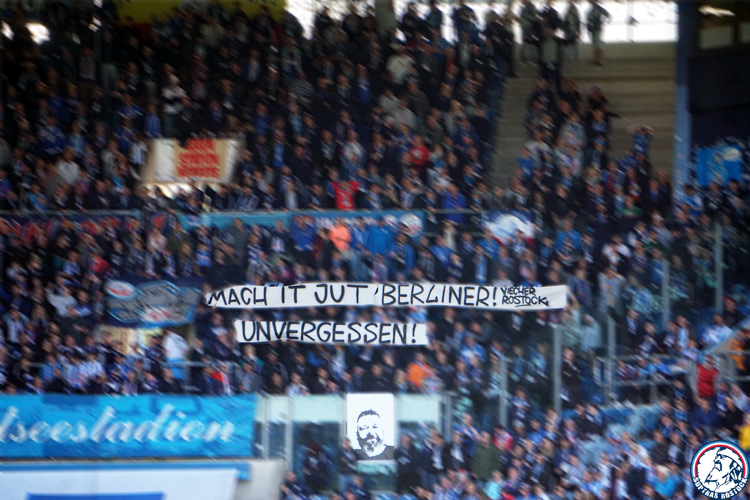 MACH IT JUT 'BERLINER! VIECHER ROSTOCK.
UNVERGESSEN!
stseestadion
SUPTRAS ROSTOCK